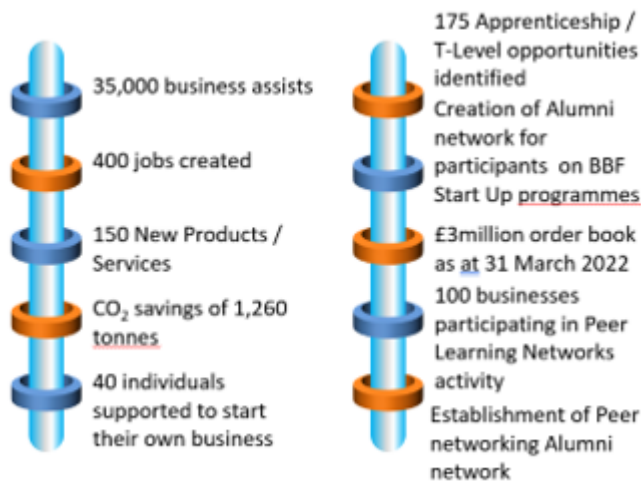 35,000 business assists
400 jobs created
150 New Products /
Services
CO₂ savings of 1,260
tonnes
40 individuals
supported to start
their own business
175 Apprenticeship /
T-Level opportunities
identified
Creation of Alumni
network for
participants on BBF
Start Up programmes
£3million order book
as at 31 March 2022
100 businesses
participating in Peer
Learning Networks
activity
Establishment of Peer
networking Alumni
network